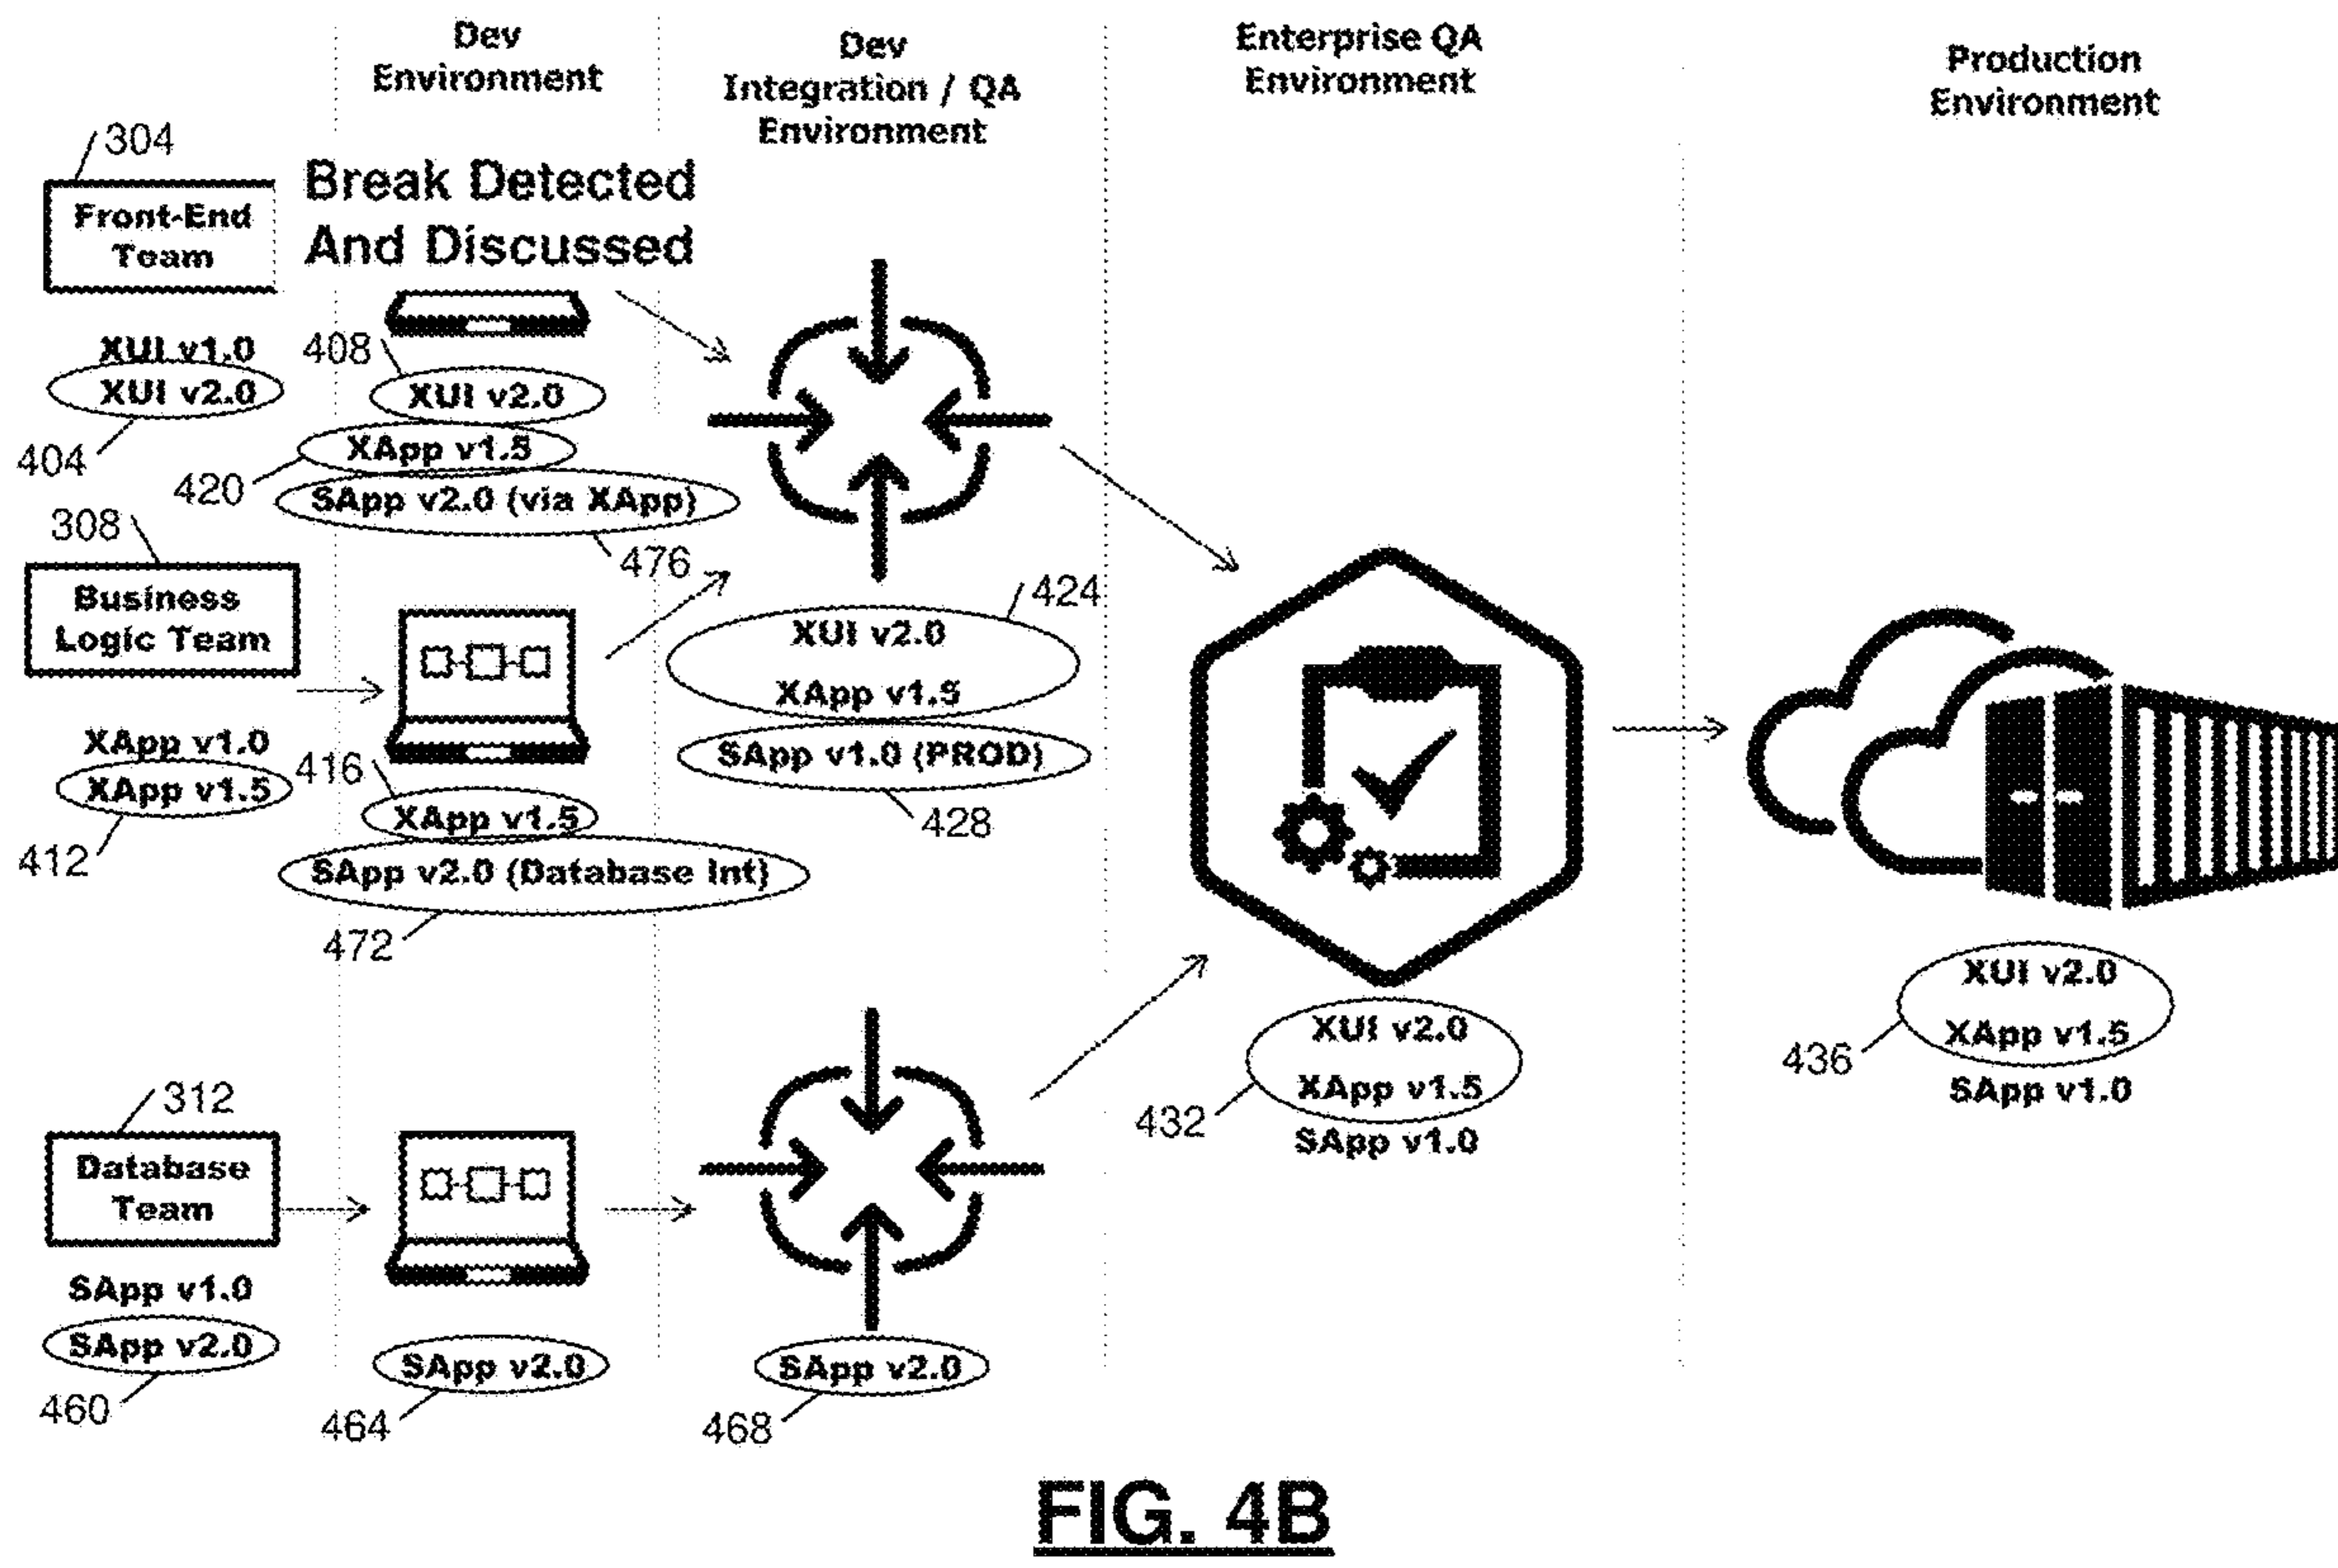 Dev
Environment
Dev
Integration / QA
Environment
Enterprise QA
Environment
Production
Environment
304
Front-End
Team
Break Detected
And Discussed
XUI v1.0
XUI v2.0
404
408
XUI v2.0
XApp v1.5
420
SApp v2.0 (via XApp)
476
308
Business
Logic Team
XApp v1.0
XApp v1.5
412
416
XApp v1.5
SApp v2.0 (Database Int)
472
424
XUI v2.0
XApp v1.5
SApp v1.0 (PROD)
428
312
Database
Team
SApp v1.0
SApp v2.0
460
SApp v2.0
464
SApp v2.0
468
XUI v2.0
XApp v1.5
432
SApp v1.0
XUI v2.0
XApp v1.5
436
SApp v1.0
FIG. 4B